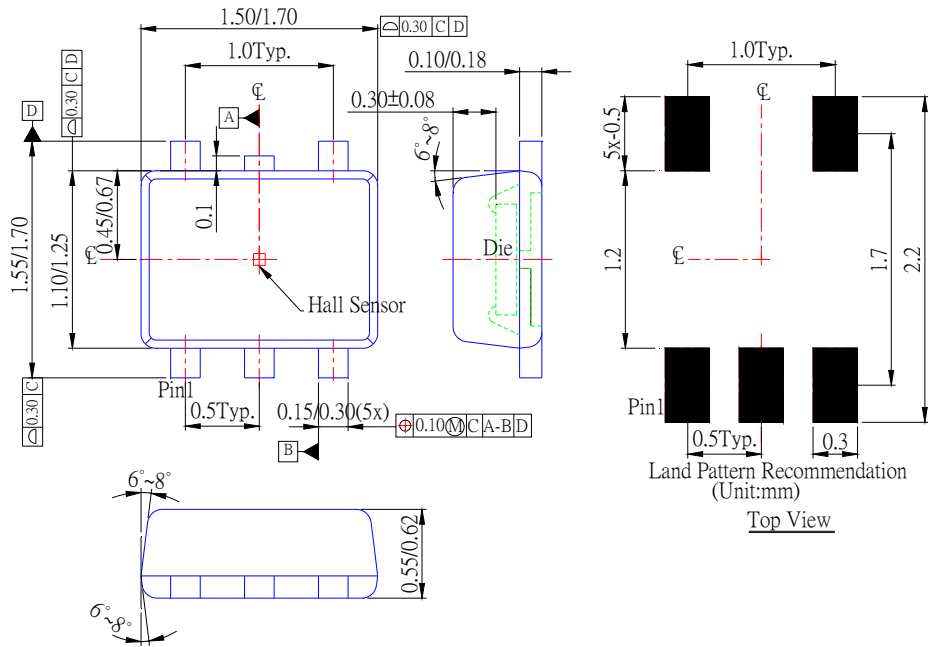 1.50/1.70
⌓ 0.30 C D
1.0Typ.
℄
A
⌓ 0.30 C D
D
0.10/0.18
0.30±0.08
6°~8°
1.55/1.70
1.10/1.25
0.45/0.67
0.1
℄
Hall Sensor
Die
⌓ 0.30 C
Pin1
0.5Typ.
0.15/0.30(5x)
B
⌖ 0.10 Ⓜ C A-B D
6°~8°
0.55/0.62
6°~8°
1.0Typ.
℄
5x-0.5
1.2
℄
1.7
2.2
Pin1
0.5Typ.
0.3
Land Pattern Recommendation
(Unit:mm)
Top View